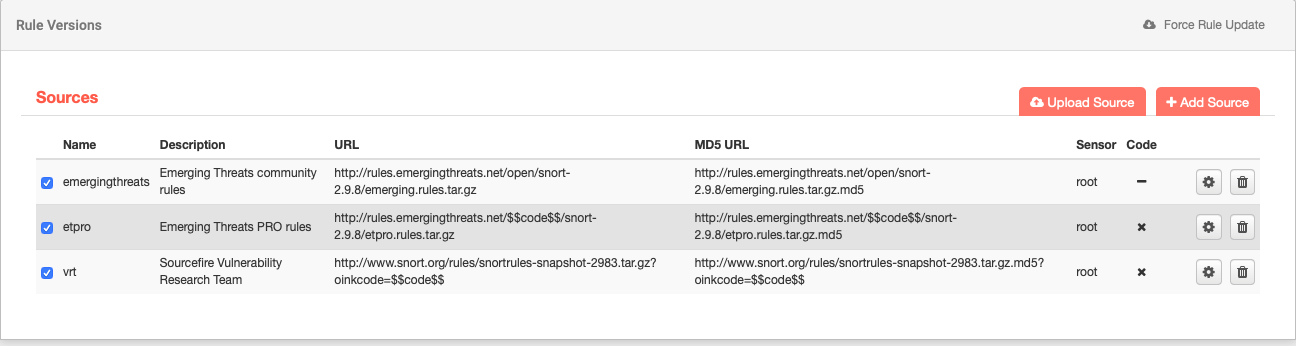 Rule Versions
Force Rule Update
Sources
Upload Source
Add Source
Name Description URL MD5 URL Sensor Code
emergingthreats Emerging Threats community rules http://rules.emergingthreats.net/open/snort-2.9.8/emerging.rules.tar.gz http://rules.emergingthreats.net/open/snort-2.9.8/emerging.rules.tar.gz.md5 root
etpro Emerging Threats PRO rules http://rules.emergingthreats.net/$$code$$/snort-2.9.8/etpro.rules.tar.gz http://rules.emergingthreats.net/$$code$$/snort-2.9.8/etpro.rules.tar.gz.md5 root
vrt Sourcefire Vulnerability Research Team http://www.snort.org/rules/snortrules-snapshot-2983.tar.gz?oinkcode=$$code$$ http://www.snort.org/rules/snortrules-snapshot-2983.tar.gz.md5?oinkcode=$$code$$ root